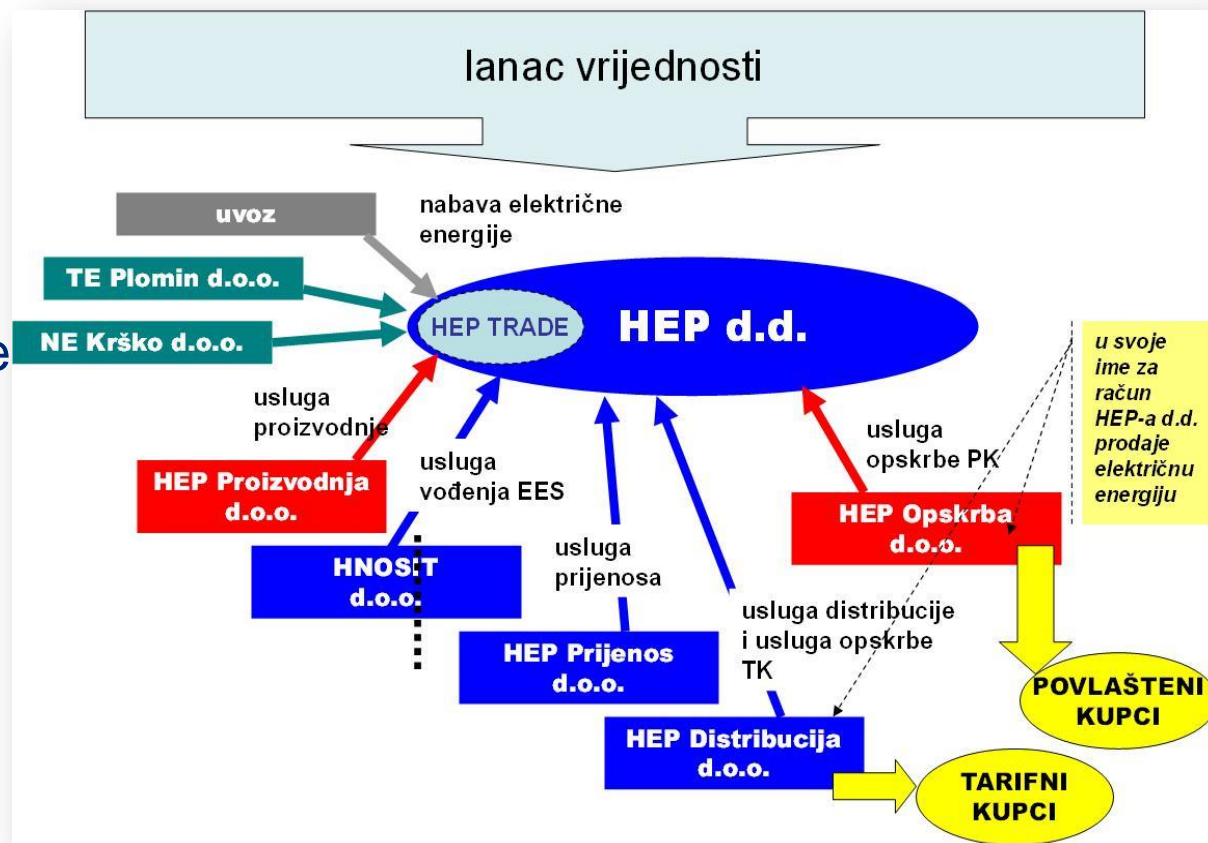 lanac vrijednosti
uvoz
nabava električne
energije
TE Plomin d.o.o.
NE Krško d.o.o.
e
HEP TRADE
HEP d.d.
u svoje
ime za
račun
HEP-a d.d.
prodaje
električnu
energiju
usluga
proizvodnje
usluga
vođenja EES
usluga
opskrbe PK
HEP Proizvodnja
d.o.o.
HEP Opskrba
d.o.o.
HNOSIT
d.o.o.
usluga
prijenosa
usluga distribucije
i usluga opskrbe
TK
HEP Prijenos
d.o.o.
POVLAŠTENI
KUPCI
HEP Distribucija
d.o.o.
TARIFNI
KUPCI